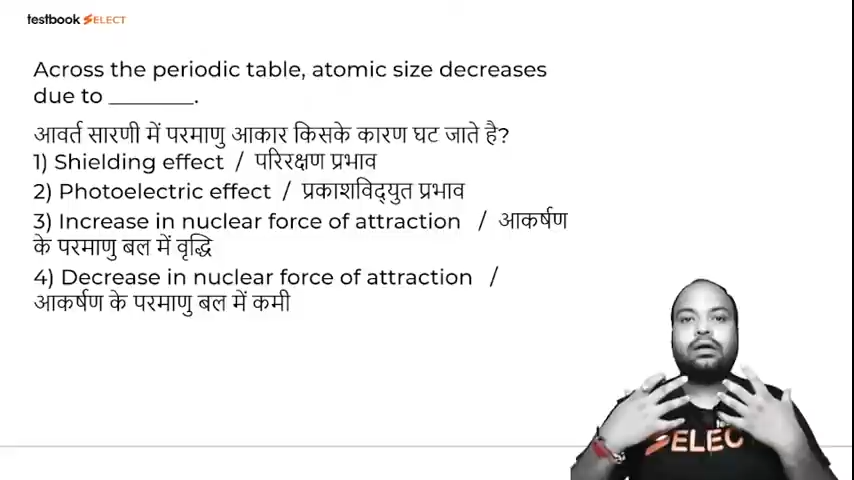 testbook SELECT
Across the periodic table, atomic size decreases
due to ________.
आवर्त सारणी में परमाणु आकार किसके कारण घट जाते है?
1) Shielding effect / परिरक्षण प्रभाव
2) Photoelectric effect / प्रकाशविद्युत प्रभाव
3) Increase in nuclear force of attraction / आकर्षण
के परमाणु बल में वृद्धि
4) Decrease in nuclear force of attraction /
आकर्षण के परमाणु बल में कमी
SELEC